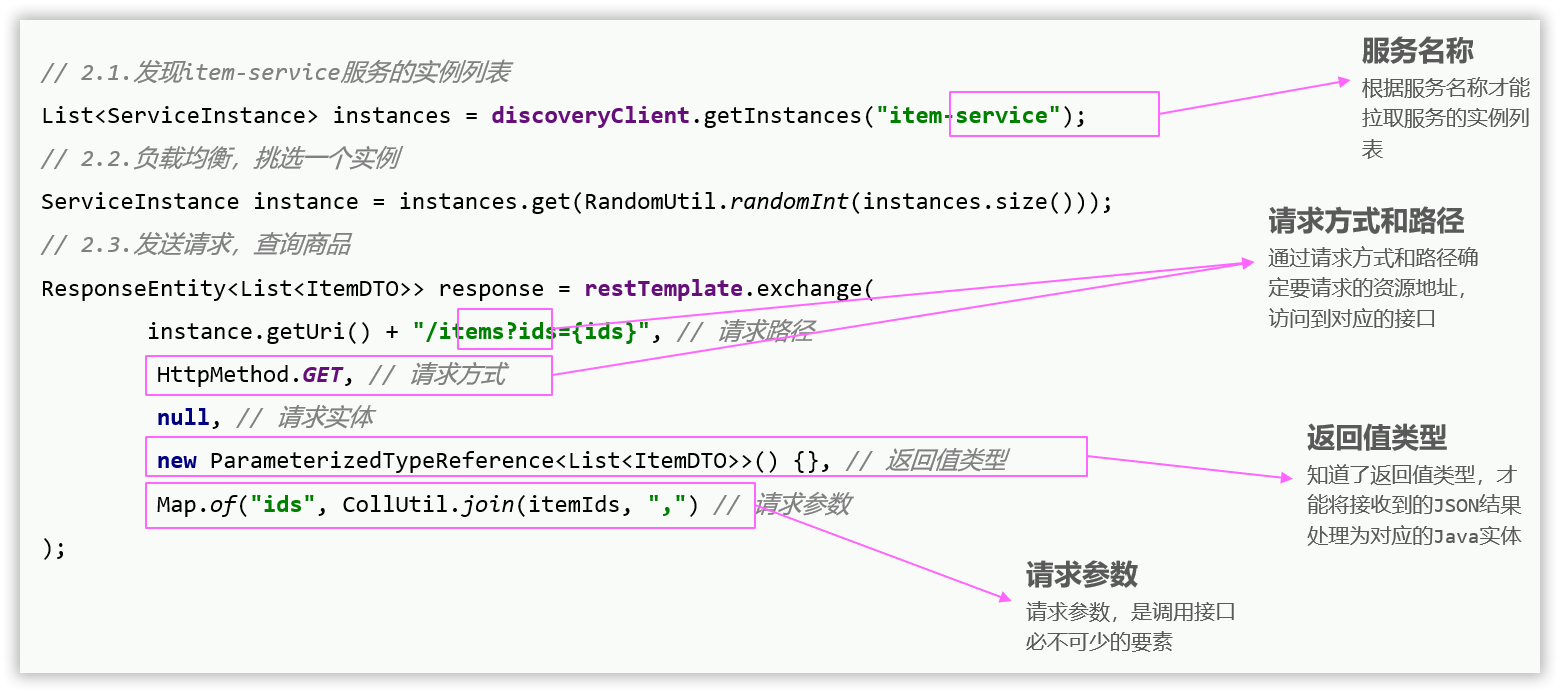 // 2.1.发现item-service服务的实例列表
List<ServiceInstance> instances = discoveryClient.getInstances("item-service");
// 2.2.负载均衡，挑选一个实例
ServiceInstance instance = instances.get(RandomUtil.randomInt(instances.size()));
// 2.3.发送请求，查询商品
ResponseEntity<List<ItemDTO>> response = restTemplate.exchange(
instance.getUri() + "/items?ids={ids}", // 请求路径
HttpMethod.GET, // 请求方式
null, // 请求实体
new ParameterizedTypeReference<List<ItemDTO>>() {}, // 返回值类型
Map.of("ids", CollUtil.join(itemIds, ",") // 请求参数
);
服务名称
根据服务名称才能
拉取服务的实例列
表
请求方式和路径
通过请求方式和路径确
定要请求的资源地址，
访问到对应的接口
返回值类型
知道了返回值类型，才
能将接收到的JSON结果
处理为对应的Java实体
请求参数
请求参数，是调用接口
必不可少的要素